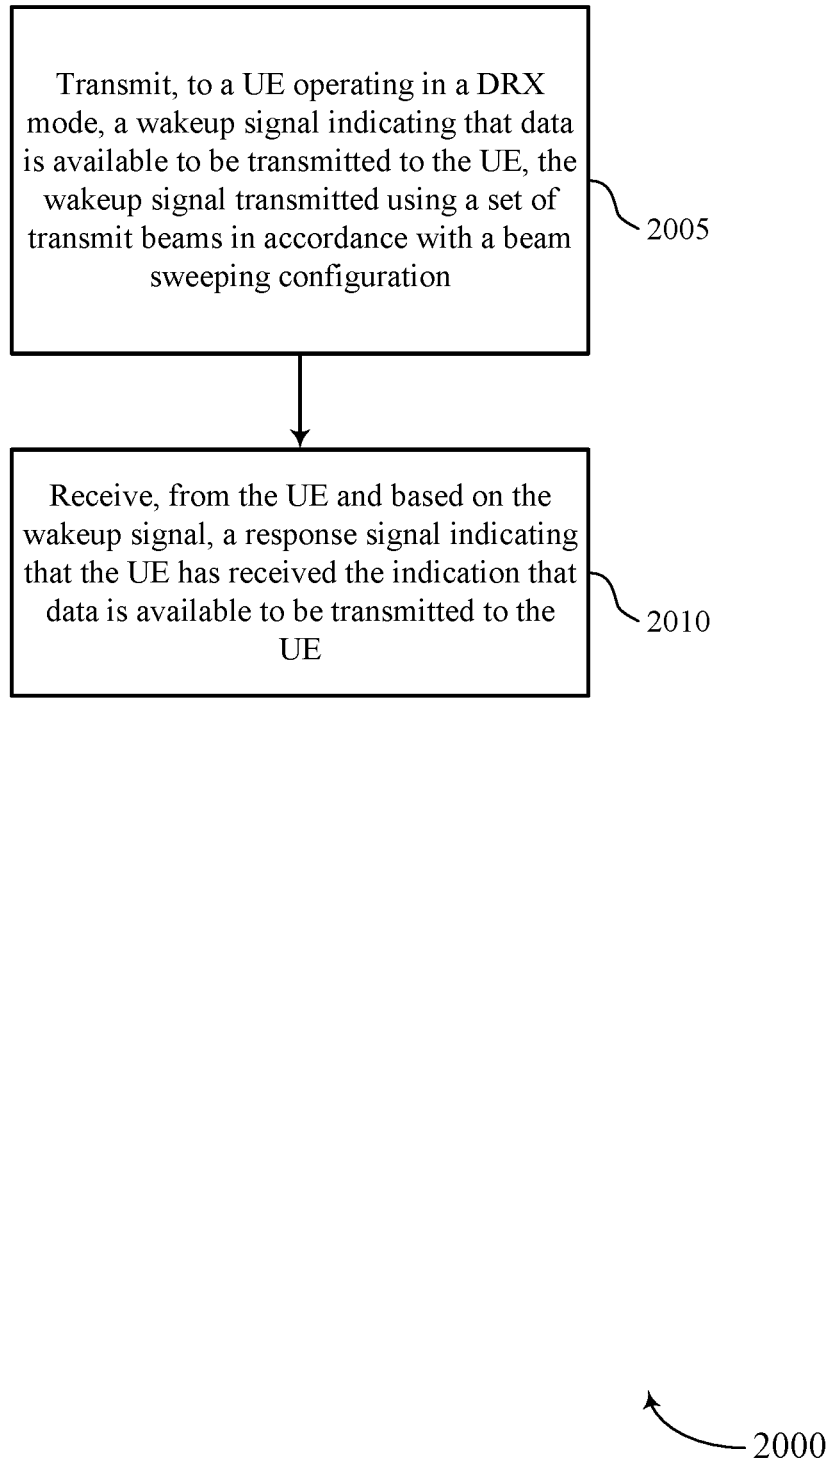 Transmit, to a UE operating in a DRX
mode, a wakeup signal indicating that data
is available to be transmitted to the UE, the
wakeup signal transmitted using a set of
transmit beams in accordance with a beam
sweeping configuration
2005
Receive, from the UE and based on the
wakeup signal, a response signal indicating
that the UE has received the indication that
data is available to be transmitted to the
UE
2010
2000